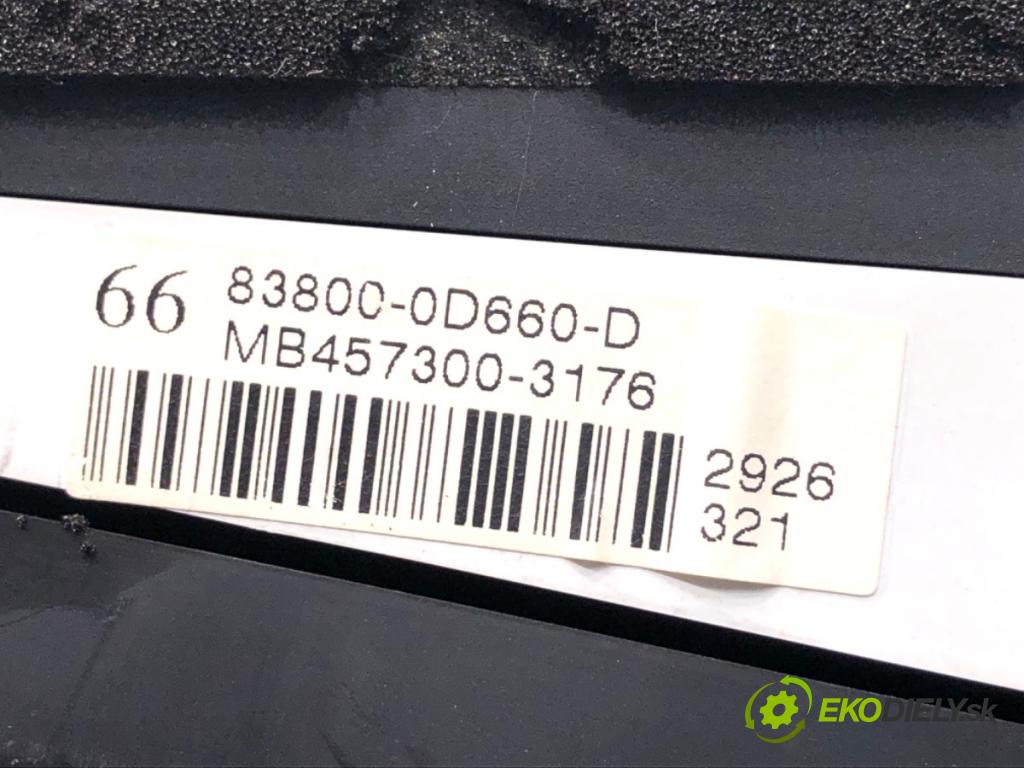 66
83800-0D660-D
MB457300-3176
2926
321
EKODIELY.sk